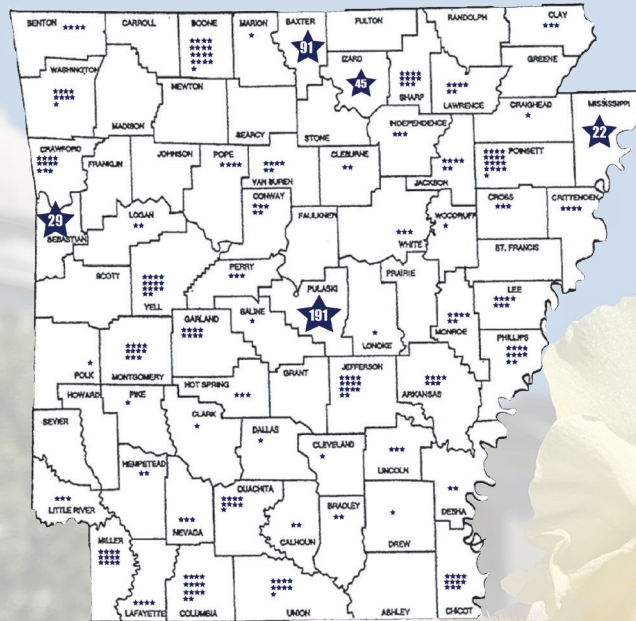 BENTON
CARROLL
BOONE
MARION
BAXTER
91
FULTON
RANDOLPH
CLAY
IZARD
45
SHARP
LAWRENCE
GREENE
WASHINGTON
MADISON
NEWTON
SEARCY
STONE
INDEPENDENCE
CRAIGHEAD
MISSISSIPPI
22
CRAWFORD
FRANKLIN
JOHNSON
POPE
VAN BUREN
CLEBURNE
JACKSON
POINSETT
29
SEBASTIAN
LOGAN
CONWAY
FAULKNER
WHITE
WOODRUFF
CROSS
CRITTENDEN
ST. FRANCIS
SCOTT
YELL
PERRY
PULASKI
191
PRAIRIE
LEE
GARLAND
SALINE
LONOKE
MONROE
PHILLIPS
POLK
MONTGOMERY
HOT SPRING
GRANT
JEFFERSON
ARKANSAS
HOWARD
PIKE
CLARK
DALLAS
CLEVELAND
LINCOLN
SEVIER
HEMPSTEAD
OUACHITA
DESHA
LITTLE RIVER
NEVADA
CALHOUN
BRADLEY
DREW
MILLER
LAFAYETTE
COLUMBIA
UNION
ASHLEY
CHICOT